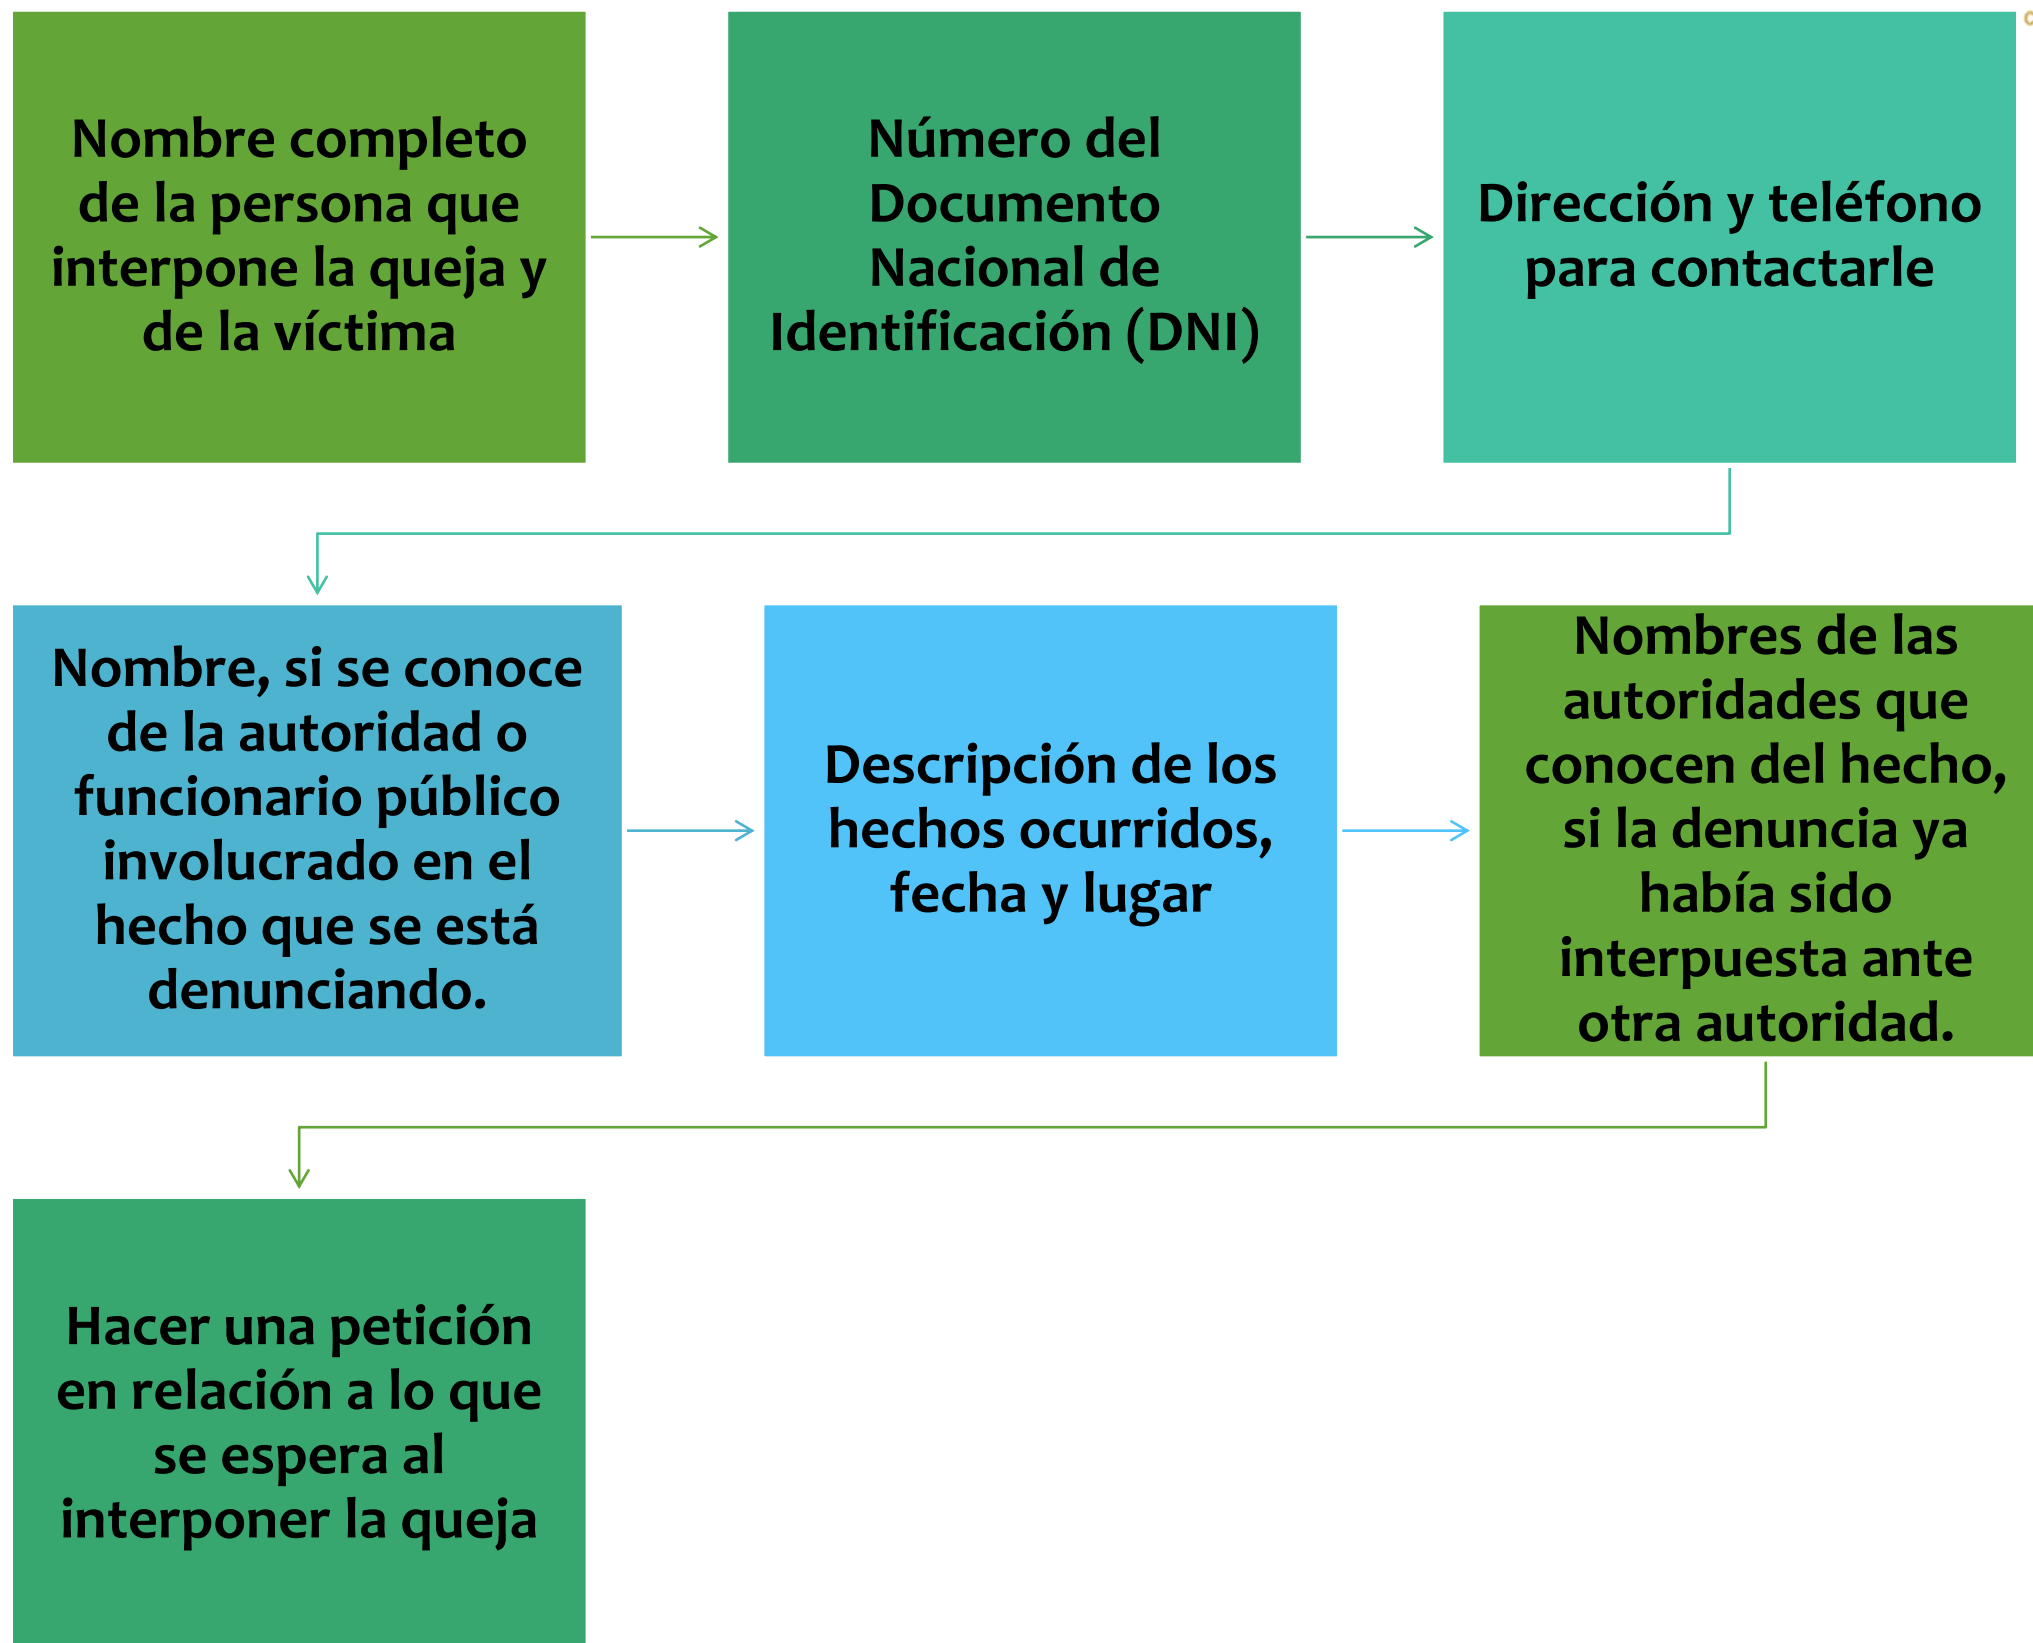 Nombre completo
de la persona que
interpone la queja y
de la víctima
Número del
Documento
Nacional de
Identificación (DNI)
Dirección y teléfono
para contactarle
Nombre, si se conoce
de la autoridad o
funcionario público
involucrado en el
hecho que se está
denunciando.
Descripción de los
hechos ocurridos,
fecha y lugar
Nombres de las
autoridades que
conocen del hecho,
si la denuncia ya
había sido
interpuesta ante
otra autoridad.
Hacer una petición
en relación a lo que
se espera al
interponer la queja